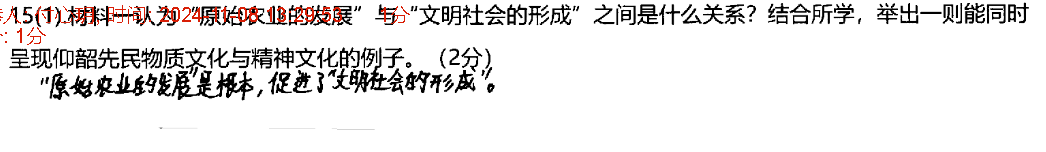 15(1).材料一认为“原始农业的发展”与“文明社会的形成”之间是什么关系？结合所学，举出一则能同时
1分
: 1分
呈现仰韶先民物质文化与精神文化的例子。（2分）
“原始农业的发展”是根本，促进了“文明社会的形成”。